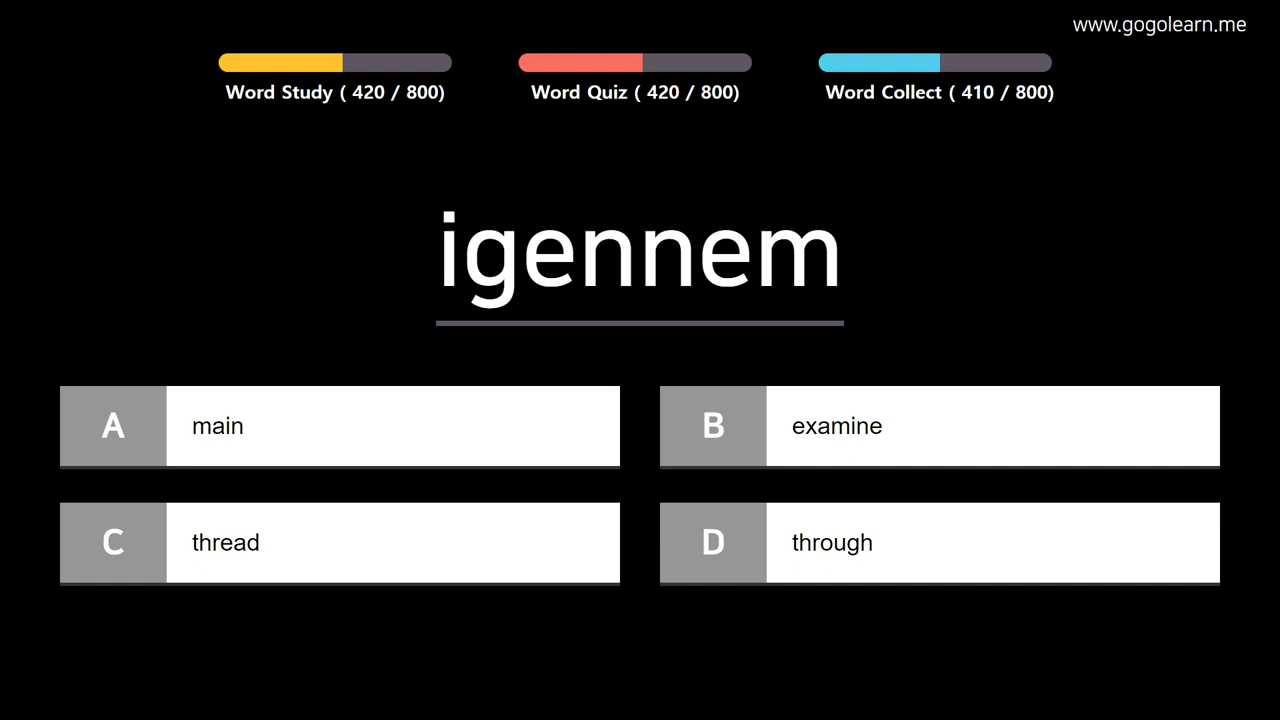 www.gogolearn.me
Word Study ( 420 / 800)
Word Quiz ( 420 / 800)
Word Collect ( 410 / 800)
igennem
A main
B examine
C thread
D through